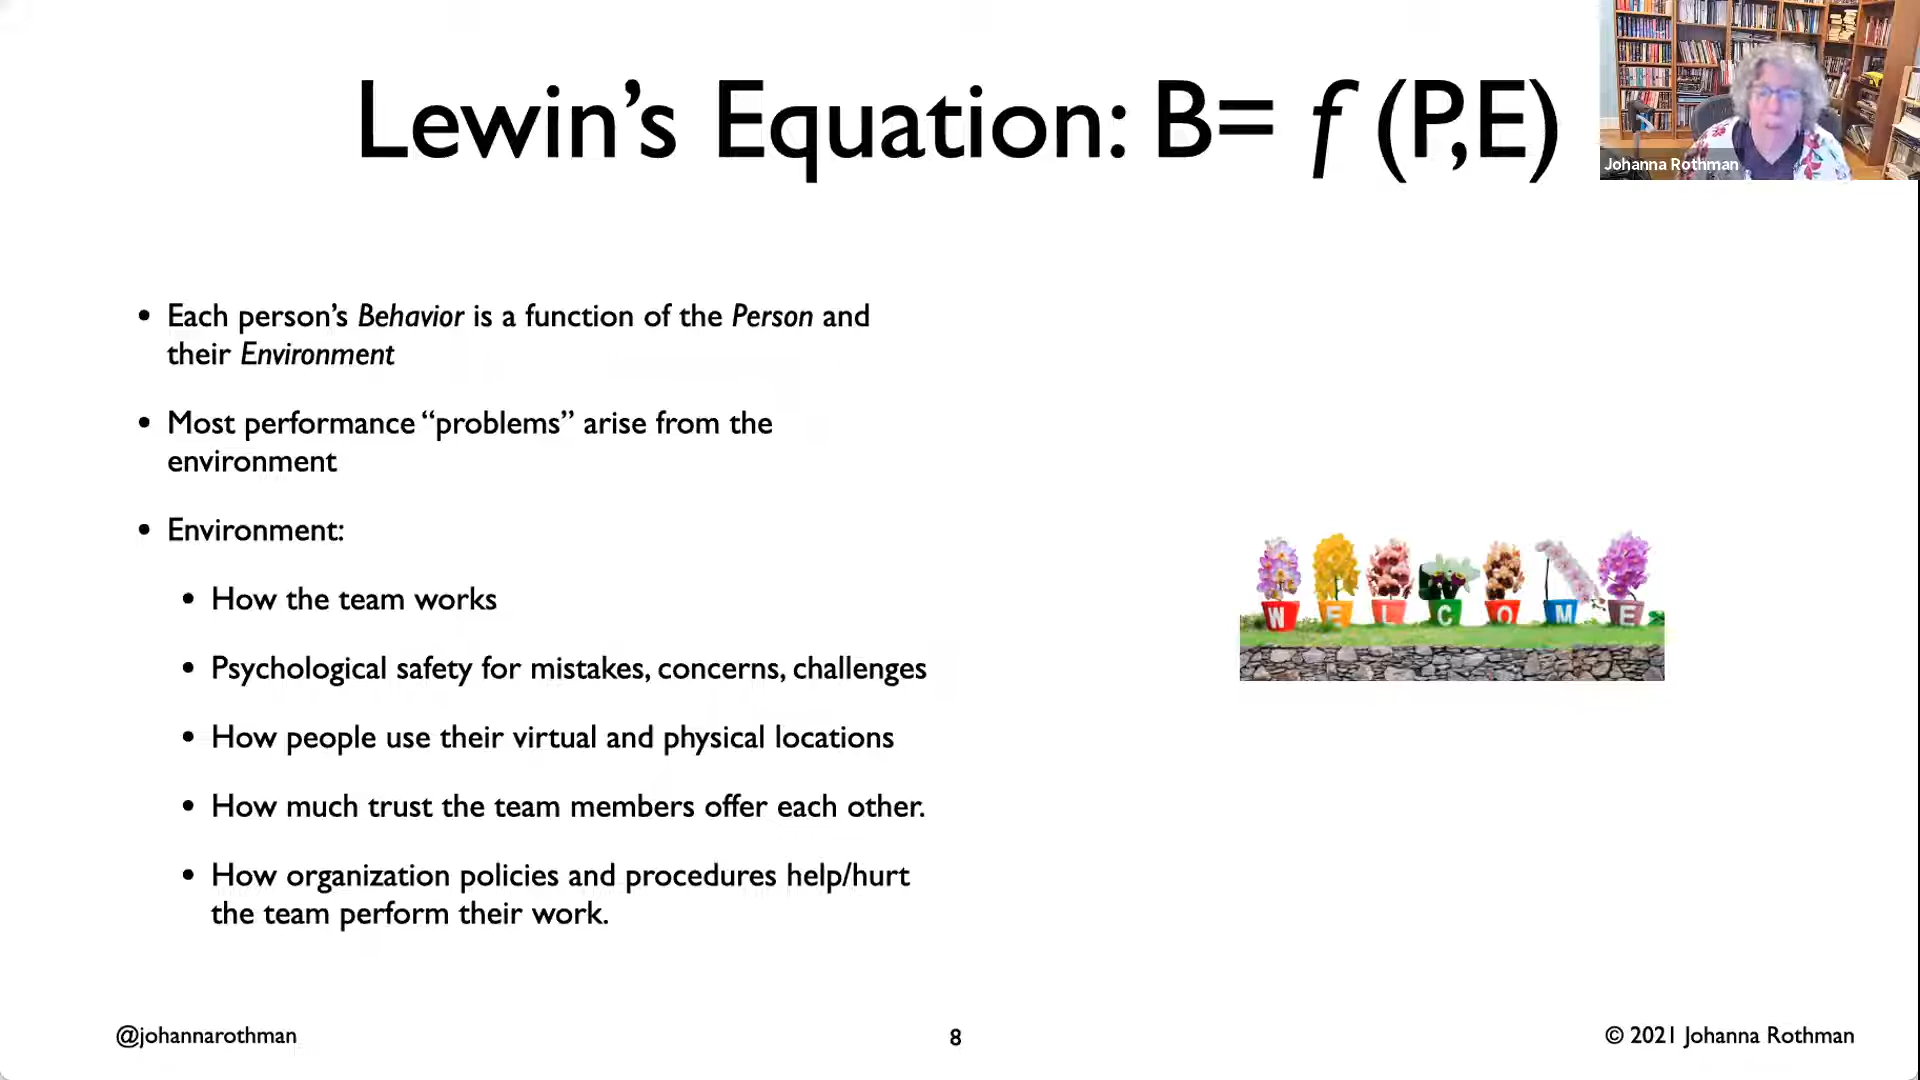 Lewin’s Equation: B= f (P,E)
Johanna Rothman
• Each person’s Behavior is a function of the Person and
their Environment
• Most performance “problems” arise from the
environment
• Environment:
• How the team works
• Psychological safety for mistakes, concerns, challenges
• How people use their virtual and physical locations
• How much trust the team members offer each other.
• How organization policies and procedures help/hurt
the team perform their work.
W E L C O M E
@johannarothman
8
© 2021 Johanna Rothman